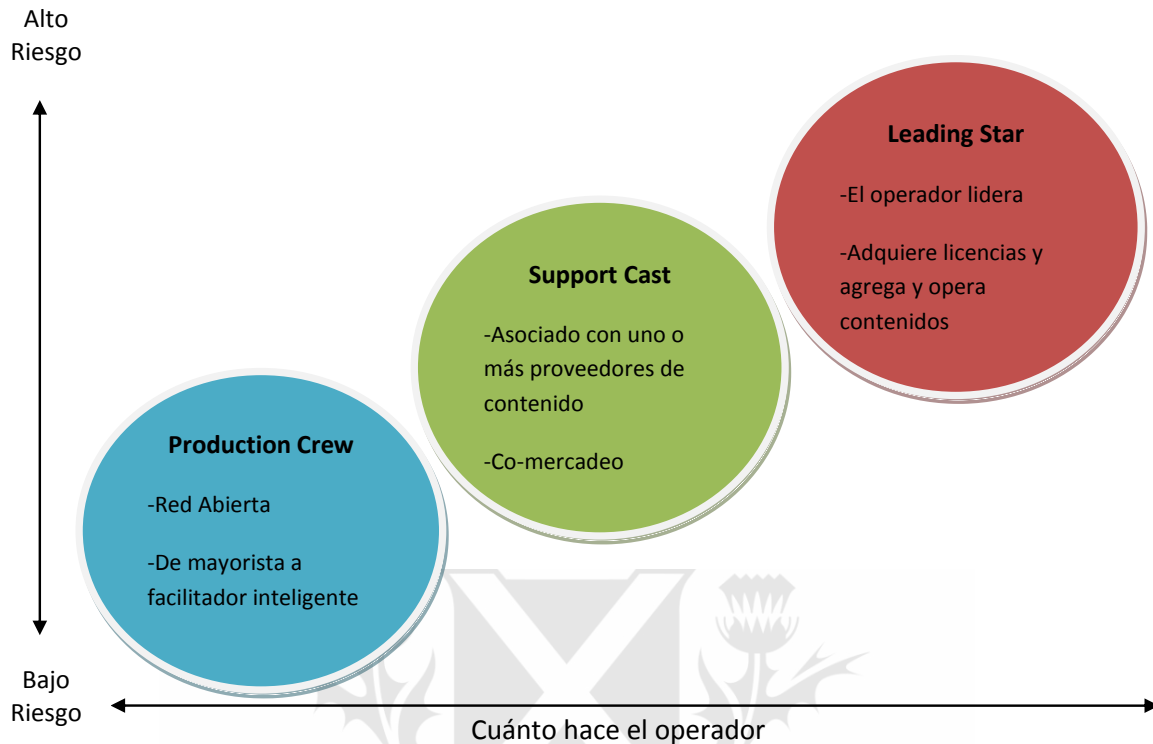 Alto
Riesgo
Leading Star
-El operador lidera
-Adquiere licencias y
agrega y opera
contenidos
Support Cast
-Asociado con uno o
más proveedores de
contenido
-Co-mercadeo
Production Crew
-Red Abierta
-De mayorista a
facilitador inteligente
Bajo
Riesgo
Cuánto hace el operador